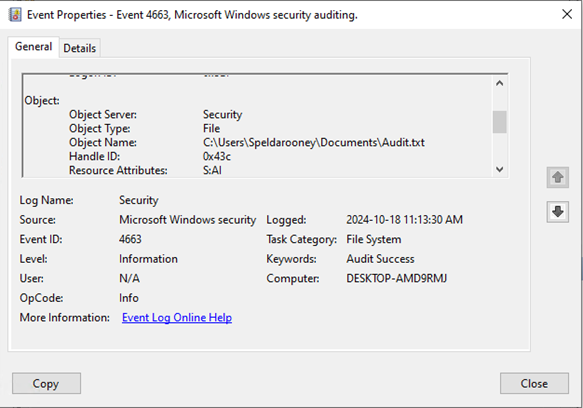 Event Properties - Event 4663, Microsoft Windows security auditing.
General Details
Object:
Object Server: Security
Object Type: File
Object Name: C:\Users\Speldarooney\Documents\Audit.txt
Handle ID: 0x43c
Resource Attributes: S:AI
Log Name: Security
Source: Microsoft Windows security Logged: 2024-10-18 11:13:30 AM
Event ID: 4663 Task Category: File System
Level: Information Keywords: Audit Success
User: N/A Computer: DESKTOP-AMD9RMJ
OpCode: Info
More Information: Event Log Online Help
Copy Close